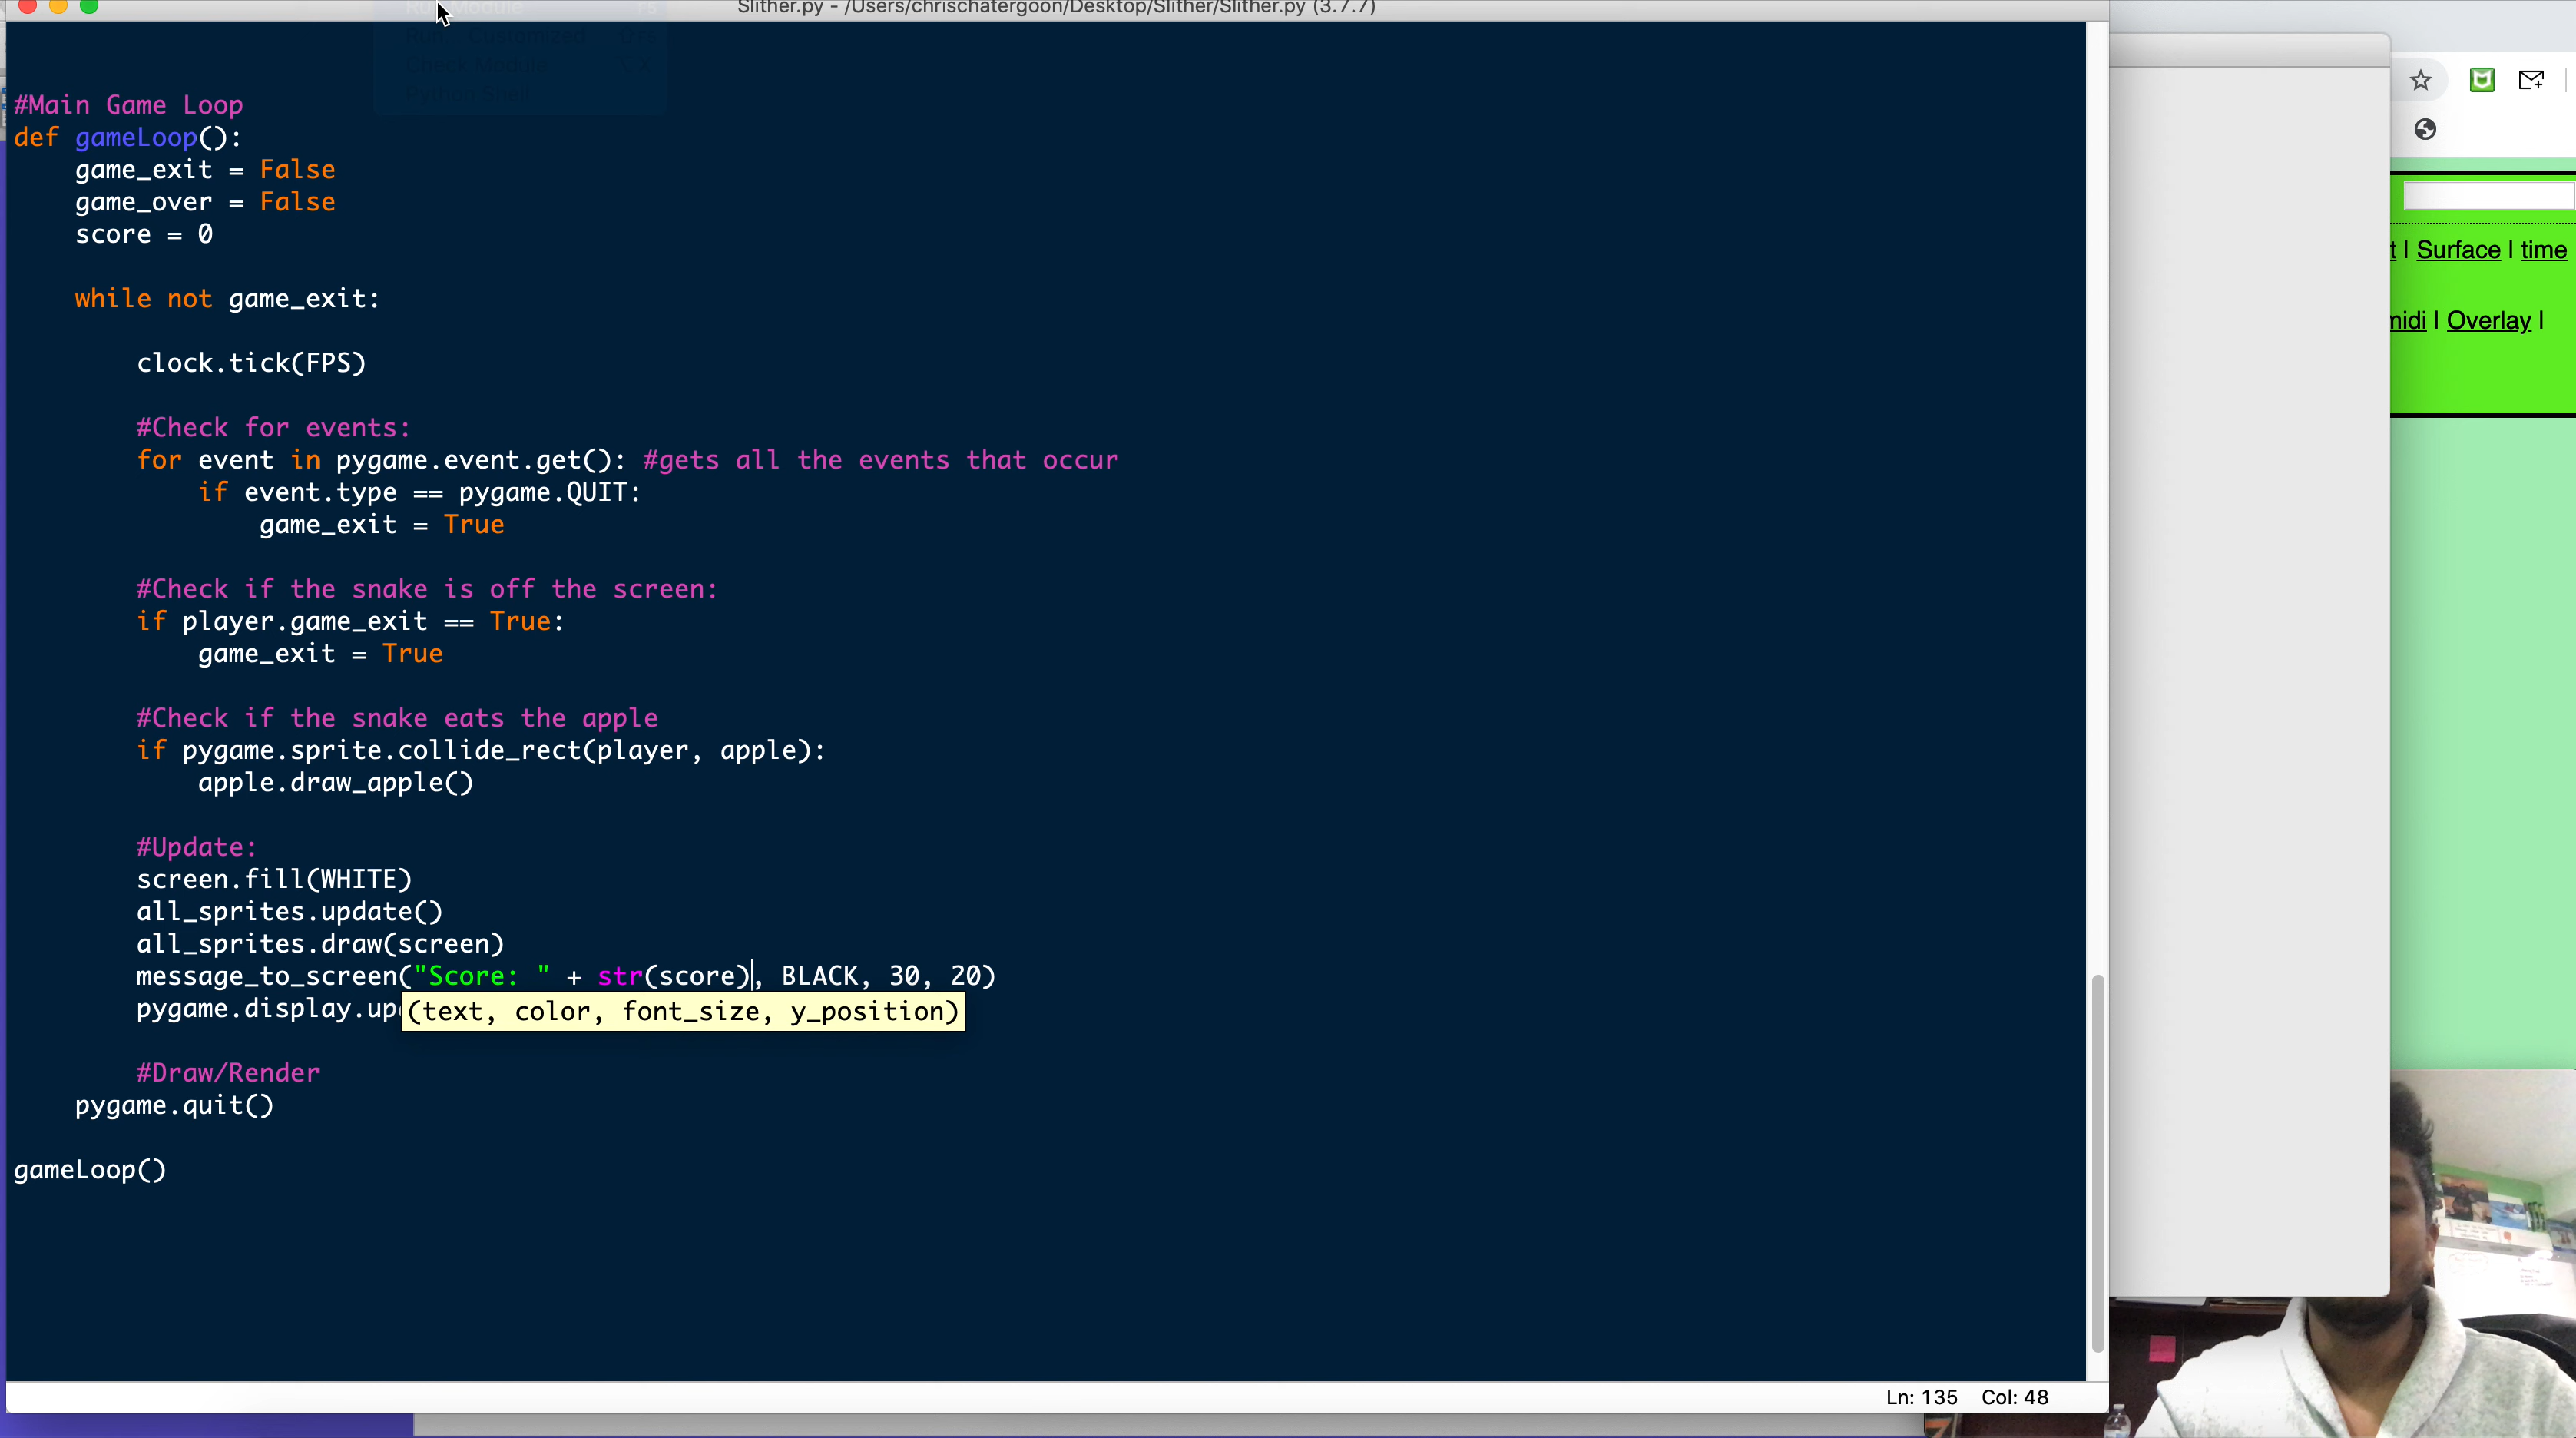 Slither.py - /Users/chrischatergoon/Desktop/Slither/Slither.py (3.7.7)
#Main Game Loop
def gameLoop():
game_exit = False
game_over = False
score = 0
while not game_exit:
clock.tick(FPS)
#Check for events:
for event in pygame.event.get(): #gets all the events that occur
if event.type == pygame.QUIT:
game_exit = True
#Check if the snake is off the screen:
if player.game_exit == True:
game_exit = True
#Check if the snake eats the apple
if pygame.sprite.collide_rect(player, apple):
apple.draw_apple()
#Update:
screen.fill(WHITE)
all_sprites.update()
all_sprites.draw(screen)
message_to_screen("Score: " + str(score), BLACK, 30, 20)
pygame.display.up
(text, color, font_size, y_position)
#Draw/Render
pygame.quit()
gameLoop()
Ln: 135 Col: 48
t | Surface | time
midi | Overlay |